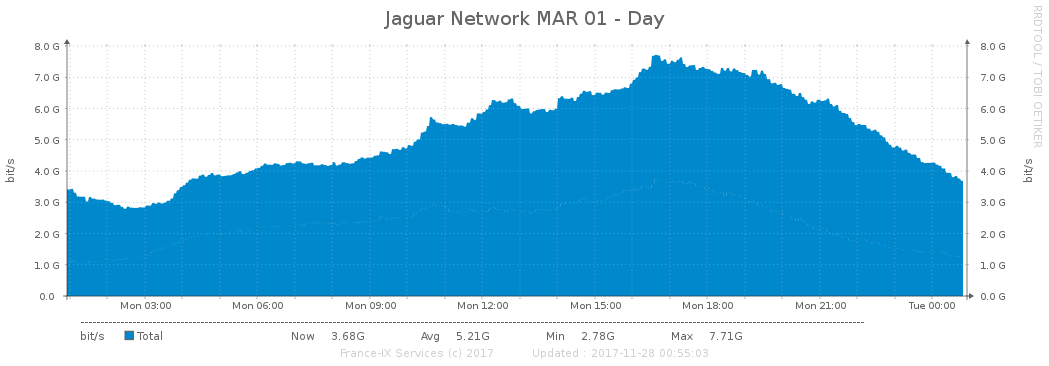 Jaguar Network MAR 01 - Day
RRDTOOL / TOBI OETIKER
8.0 G 8.0 G
7.0 G 7.0 G
6.0 G 6.0 G
5.0 G 5.0 G
4.0 G 4.0 G
3.0 G 3.0 G
2.0 G 2.0 G
1.0 G 1.0 G
0.0 0.0 G
bit/s bit/s
Mon 03:00 Mon 06:00 Mon 09:00 Mon 12:00 Mon 15:00 Mon 18:00 Mon 21:00 Tue 00:00
bit/s Total Now 3.68G Avg 5.21G Min 2.78G Max 7.71G
France-IX Services (c) 2017 Updated : 2017-11-28 00:55:03